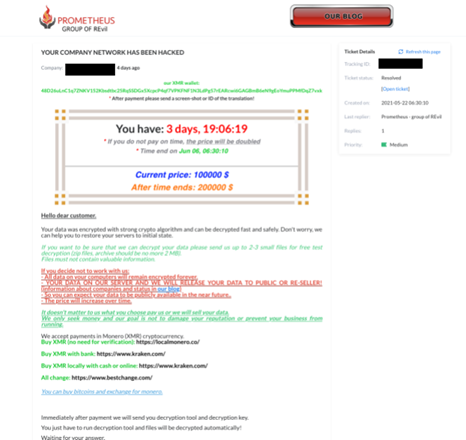 PROMETHEUS
GROUP OF REvil
OUR BLOG
YOUR COMPANY NETWORK HAS BEEN HACKED
Company
4 days ago
our XMR wallet:
* After payment please send a screen-shot or ID of the translation!
You have: 3 days, 19:06:19
* If you do not pay on time, the price will be doubled
* Time end on Jun 06, 06:30:10
Current price: 100000 $
After time ends: 200000 $
Hello dear customer.
Your data was encrypted with strong crypto algorithm and can be decrypted fast and safely. Don't worry, we
can help you to restore your servers to initial state.
If you want to be sure that we can decrypt your data please send us up to 2-3 small files for free test
decryption (zip files, archive should be no more 2 MB).
Files must not contain valuable information.
If you decide not to work with us:
- All data on your computers will remain encrypted forever.
- YOUR DATA ON OUR SERVER AND WE WILL RELEASE YOUR DATA TO PUBLIC OR RE-SELLER!
(information about companies and status in our blog)
- So you can expect your data to be publicly available in the near future..
- The price will increase over time.
It doesn't matter to us what you choose pay us or we will sell your data.
We only seek money and our goal is not to damage your reputation or prevent your business from
running.
We accept payments in Monero (XMR) cryptocurrency.
Buy XMR (no need for verification): https://localmonero.co/
Buy XMR with bank: https://www.kraken.com/
Buy XMR locally with cash or online: https://www.kraken.com/
All change: https://www.bestchange.com/
You can buy bitcoins and exchange for monero.
Immediately after payment we will send you decryption tool and decryption key.
You just have to run decryption tool and files will be decrypted automatically!
Waiting for your answer.
Ticket Details
Refresh this page
Tracking ID:
Ticket status:
Resolved
[Open ticket]
Created on:
2021-05-22 06:30:10
Last replier:
Prometheus - group of REvil
Replies:
1
Priority:
Medium